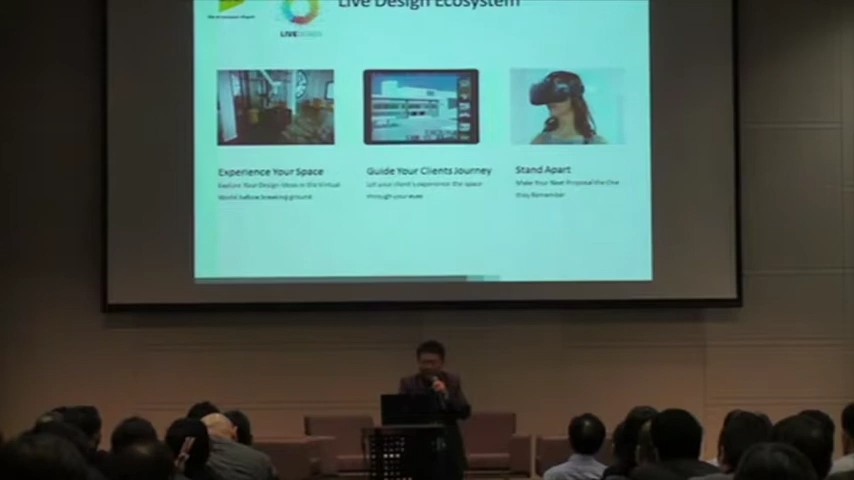 Live Design Ecosystem
LIVEDESIGN
Experience Your Space
Explore Your Design Ideas in the Virtual
World before breaking ground
Guide Your Clients Journey
Let your client's experience the space
through your eyes
Stand Apart
Make Your Next Proposal the One
they Remember